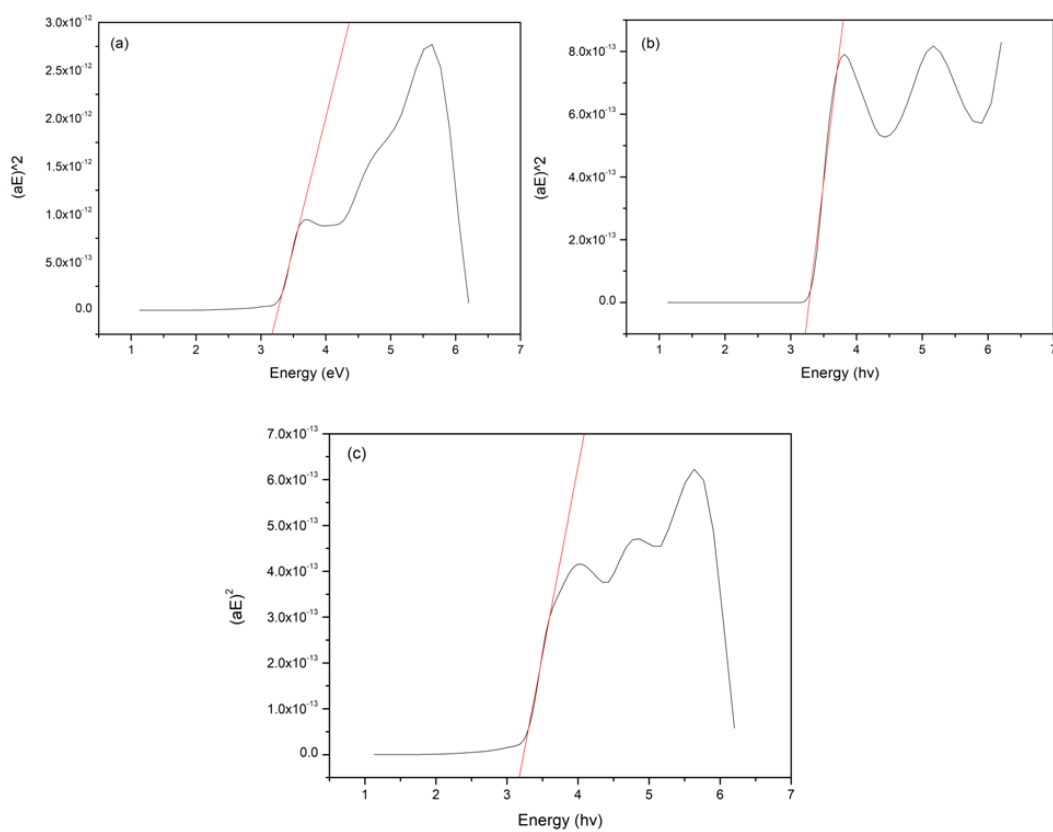 (a)
3.0x10⁻¹²
2.5x10⁻¹²
2.0x10⁻¹²
1.5x10⁻¹²
1.0x10⁻¹²
5.0x10⁻¹³
0.0
(aE)^2
1 2 3 4 5 6 7
Energy (eV)
(b)
8.0x10⁻¹³
6.0x10⁻¹³
4.0x10⁻¹³
2.0x10⁻¹³
0.0
(aE)^2
1 2 3 4 5 6 7
Energy (hv)
(c)
7.0x10⁻¹³
6.0x10⁻¹³
5.0x10⁻¹³
4.0x10⁻¹³
3.0x10⁻¹³
2.0x10⁻¹³
1.0x10⁻¹³
0.0
(aE)²
1 2 3 4 5 6 7
Energy (hv)